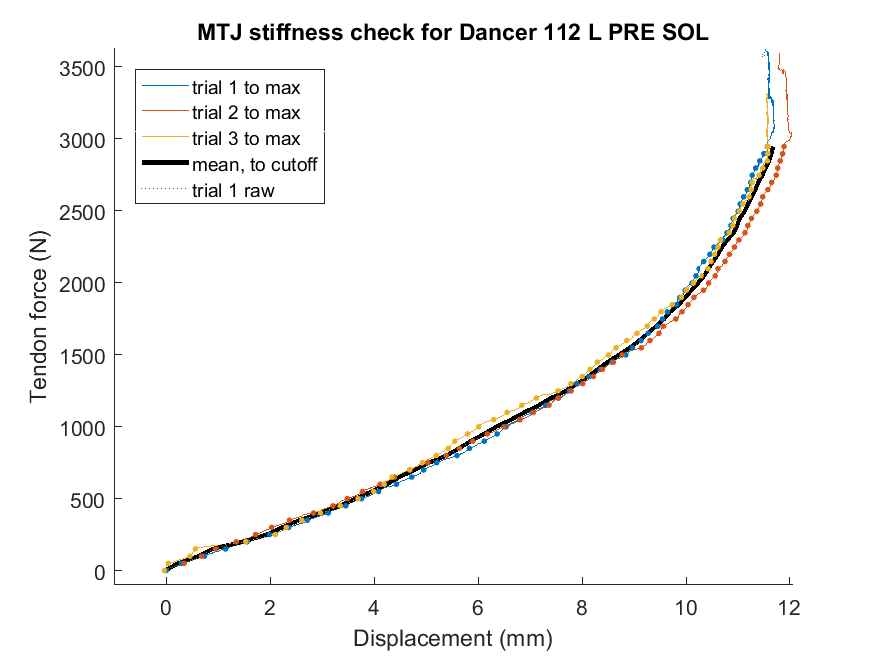 MTJ stiffness check for Dancer 112 L PRE SOL
trial 1 to max
trial 2 to max
trial 3 to max
mean, to cutoff
trial 1 raw
3500
3000
2500
2000
1500
1000
500
0
Tendon force (N)
0 2 4 6 8 10 12
Displacement (mm)